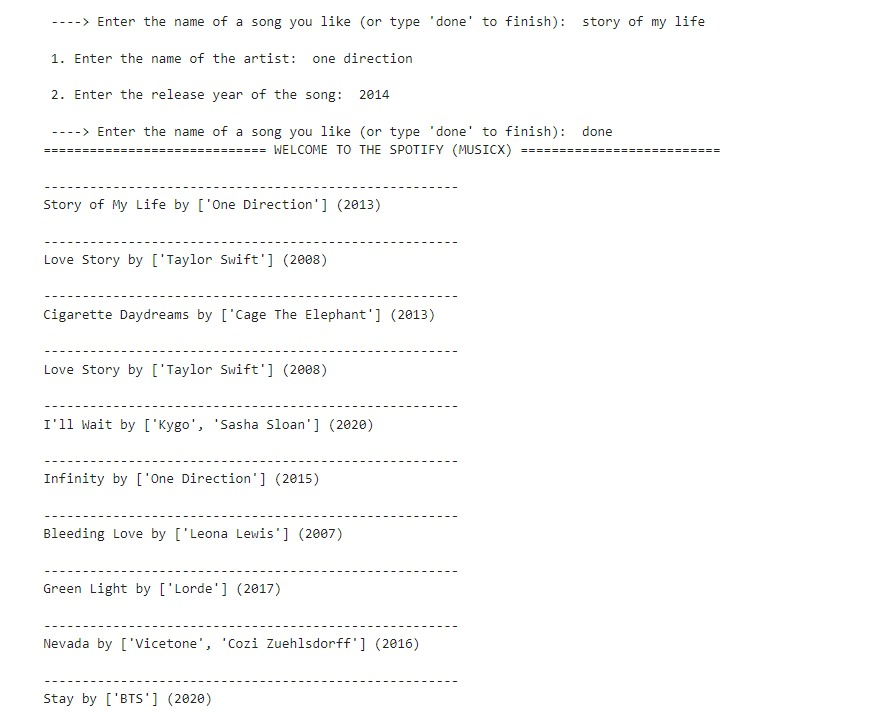 ----> Enter the name of a song you like (or type 'done' to finish):  story of my life
1. Enter the name of the artist:  one direction
2. Enter the release year of the song:  2014
----> Enter the name of a song you like (or type 'done' to finish):  done
============================= WELCOME TO THE SPOTIFY (MUSICX) ==========================
------------------------------------------------------
Story of My Life by ['One Direction'] (2013)
------------------------------------------------------
Love Story by ['Taylor Swift'] (2008)
------------------------------------------------------
Cigarette Daydreams by ['Cage The Elephant'] (2013)
------------------------------------------------------
Love Story by ['Taylor Swift'] (2008)
------------------------------------------------------
I'll Wait by ['Kygo', 'Sasha Sloan'] (2020)
------------------------------------------------------
Infinity by ['One Direction'] (2015)
------------------------------------------------------
Bleeding Love by ['Leona Lewis'] (2007)
------------------------------------------------------
Green Light by ['Lorde'] (2017)
------------------------------------------------------
Nevada by ['Vicetone', 'Cozi Zuehlsdorff'] (2016)
------------------------------------------------------
Stay by ['BTS'] (2020)